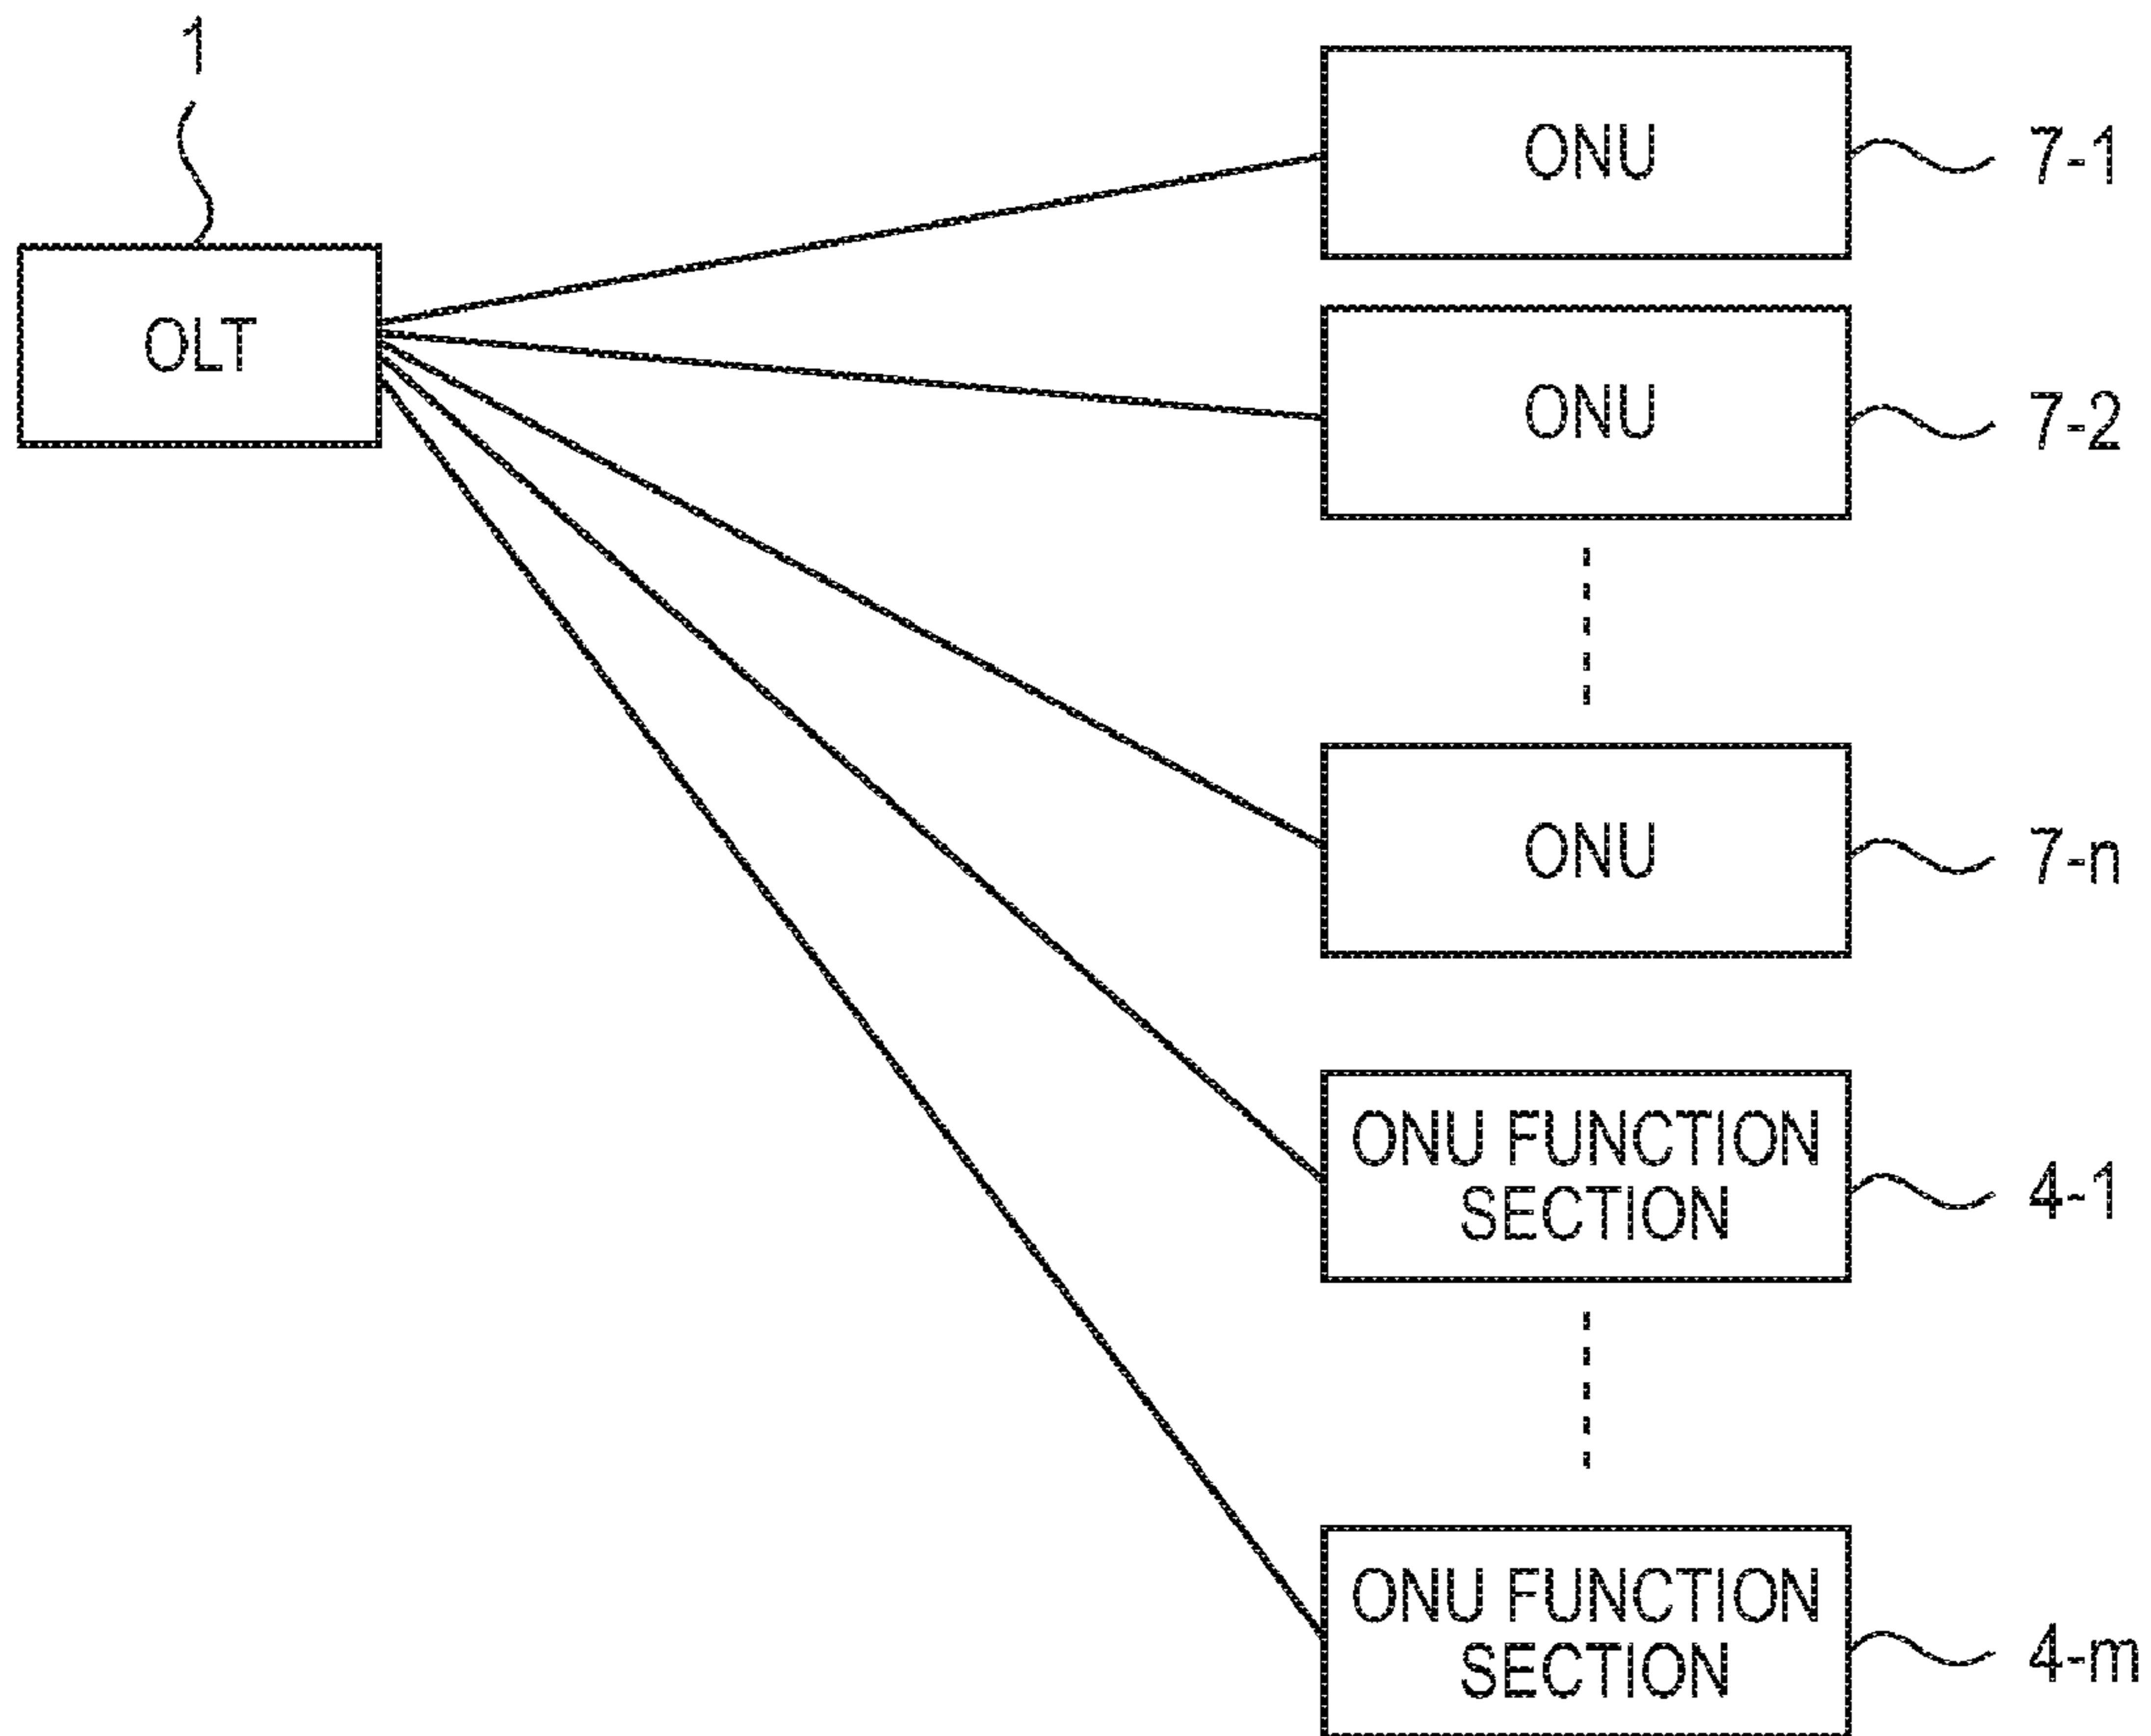 1
OLT
ONU
7-1
ONU
7-2
ONU
7-n
ONU FUNCTION
SECTION
4-1
ONU FUNCTION
SECTION
4-m